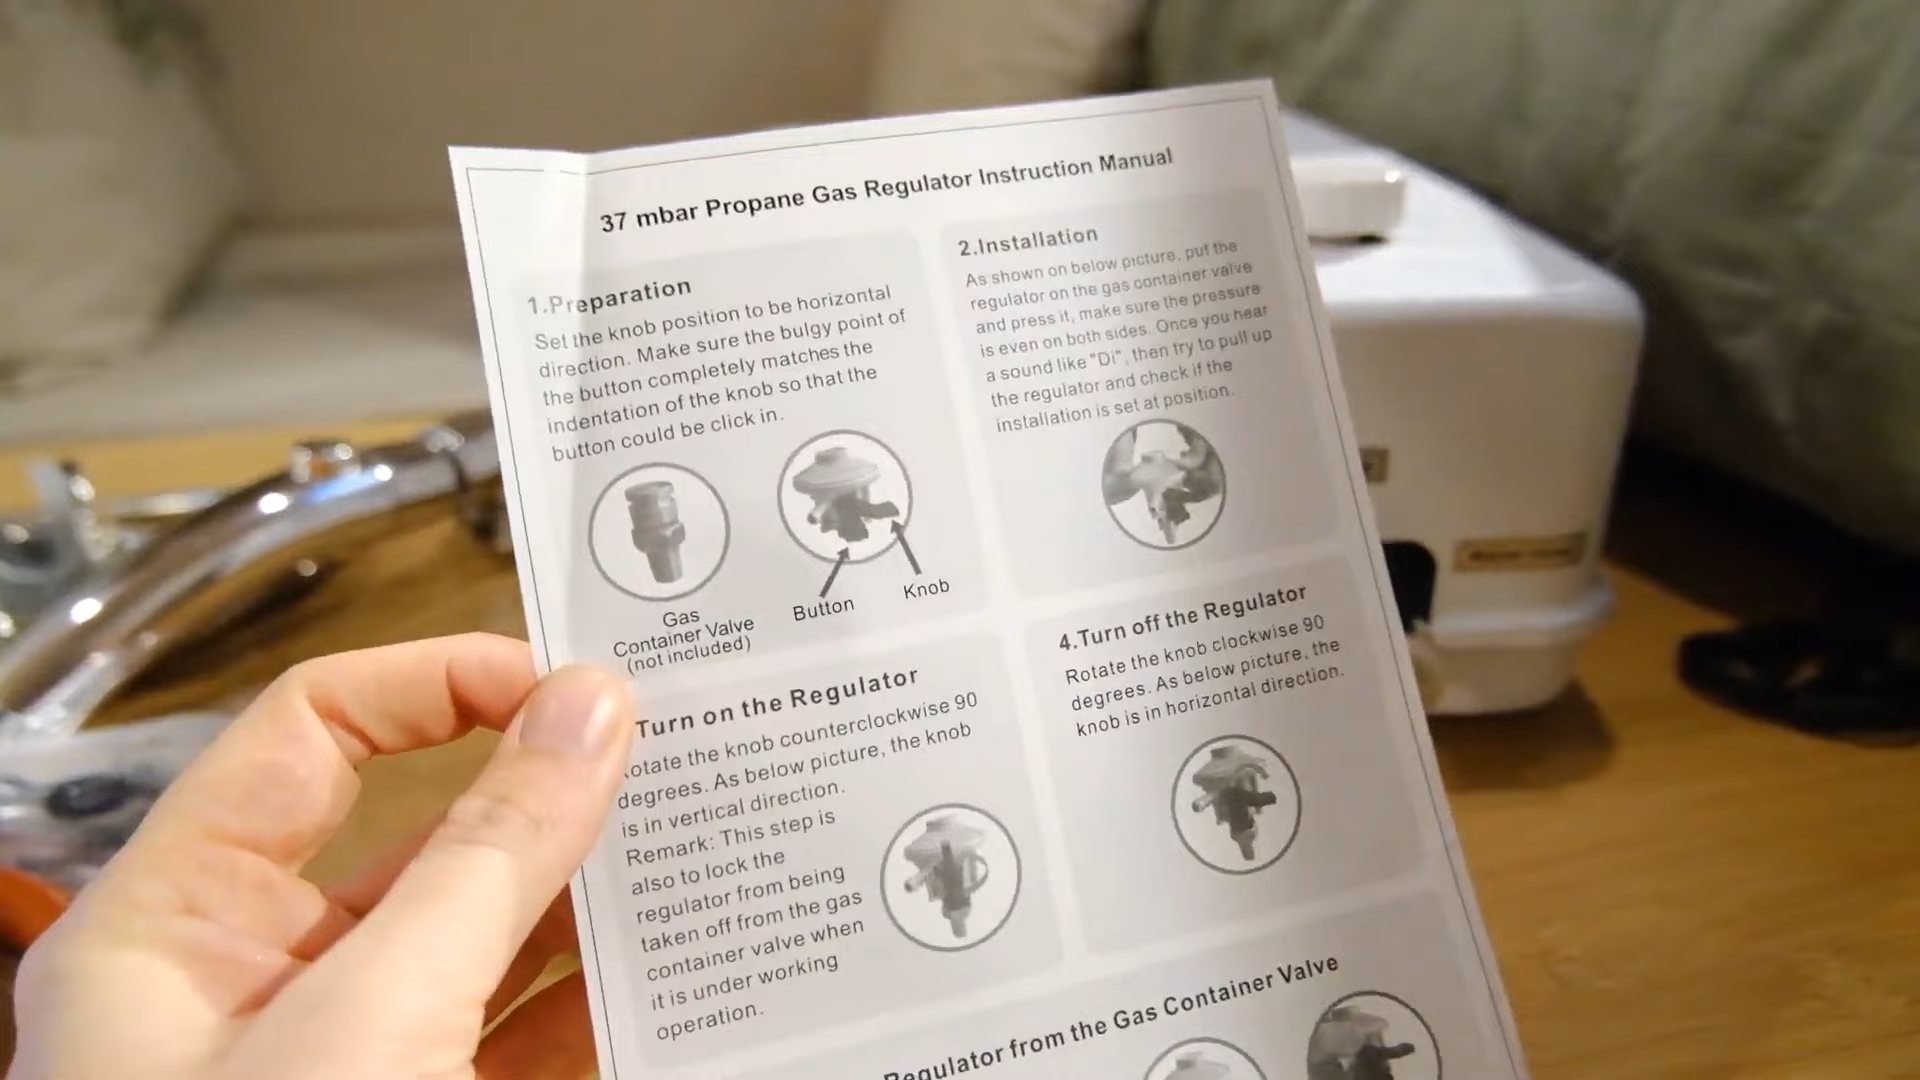 37 mbar Propane Gas Regulator Instruction Manual
1.Preparation
Set the knob position to be horizontal
direction. Make sure the bulgy point of
the button completely matches the
indentation of the knob so that the
button could be click in.
Gas
Container Valve
(not included)
Button
Knob
2.Installation
As shown on below picture, put the
regulator on the gas container valve
and press it, make sure the pressure
is even on both sides. Once you hear
a sound like "Di", then try to pull up
the regulator and check if the
installation is set at position.
Turn on the Regulator
otate the knob counterclockwise 90
degrees. As below picture, the knob
is in vertical direction.
Remark: This step is
also to lock the
regulator from being
taken off from the gas
container valve when
it is under working
operation.
4.Turn off the Regulator
Rotate the knob clockwise 90
degrees. As below picture, the
knob is in horizontal direction.
Regulator from the Gas Container Valve